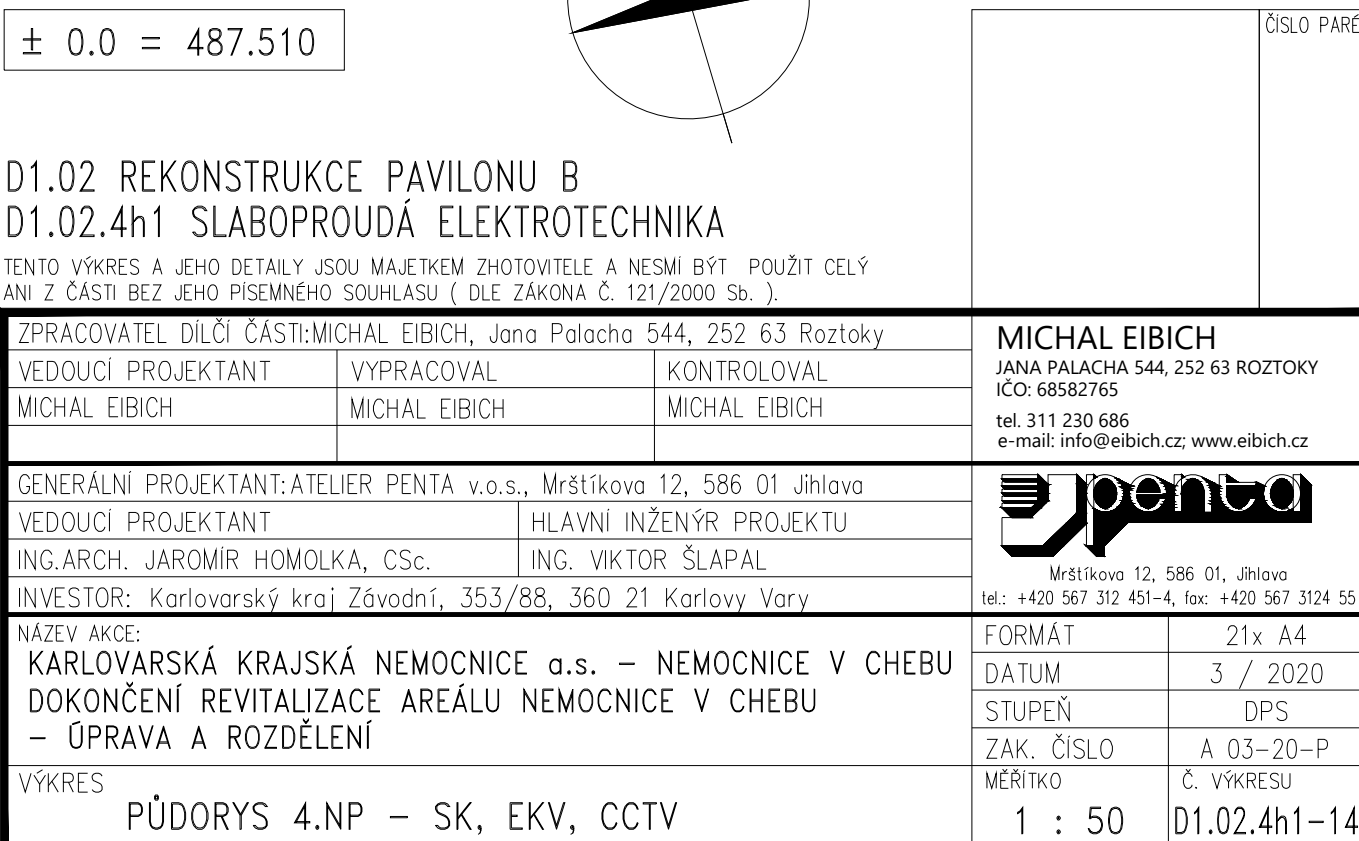 ± 0.0 = 487.510
ČÍSLO PARÉ
D1.02 REKONSTRUKCE PAVILONU B
D1.02.4h1 SLABOPROUDÁ ELEKTROTECHNIKA
TENTO VÝKRES A JEHO DETAILY JSOU MAJETKEM ZHOTOVITELE A NESMÍ BÝT POUŽIT CELÝ
ANI Z ČÁSTI BEZ JEHO PÍSEMNÉHO SOUHLASU ( DLE ZÁKONA Č. 121/2000 Sb. ).
ZPRACOVATEL DÍLČÍ ČÁSTI:MICHAL EIBICH, Jana Palacha 544, 252 63 Roztoky
VEDOUCÍ PROJEKTANT VYPRACOVAL KONTROLOVAL
MICHAL EIBICH MICHAL EIBICH MICHAL EIBICH
MICHAL EIBICH
JANA PALACHA 544, 252 63 ROZTOKY
IČO: 68582765
tel. 311 230 686
e-mail: info@eibich.cz; www.eibich.cz
GENERÁLNÍ PROJEKTANT:ATELIER PENTA v.o.s., Mrštíkova 12, 586 01 Jihlava
VEDOUCÍ PROJEKTANT HLAVNÍ INŽENÝR PROJEKTU
ING.ARCH. JAROMÍR HOMOLKA, CSc. ING. VIKTOR ŠLAPAL
INVESTOR: Karlovarský kraj Závodní, 353/88, 360 21 Karlovy Vary
penta
Mrštíkova 12, 586 01, Jihlava
tel.: +420 567 312 451-4, fax: +420 567 3124 55
NÁZEV AKCE:
KARLOVARSKÁ KRAJSKÁ NEMOCNICE a.s. – NEMOCNICE V CHEBU
DOKONČENÍ REVITALIZACE AREÁLU NEMOCNICE V CHEBU
– ÚPRAVA A ROZDĚLENÍ
FORMÁT 21x A4
DATUM 3 / 2020
STUPEŇ DPS
ZAK. ČÍSLO A 03-20-P
VÝKRES
PŮDORYS 4.NP – SK, EKV, CCTV
MĚŘÍTKO Č. VÝKRESU
1 : 50 D1.02.4h1-14